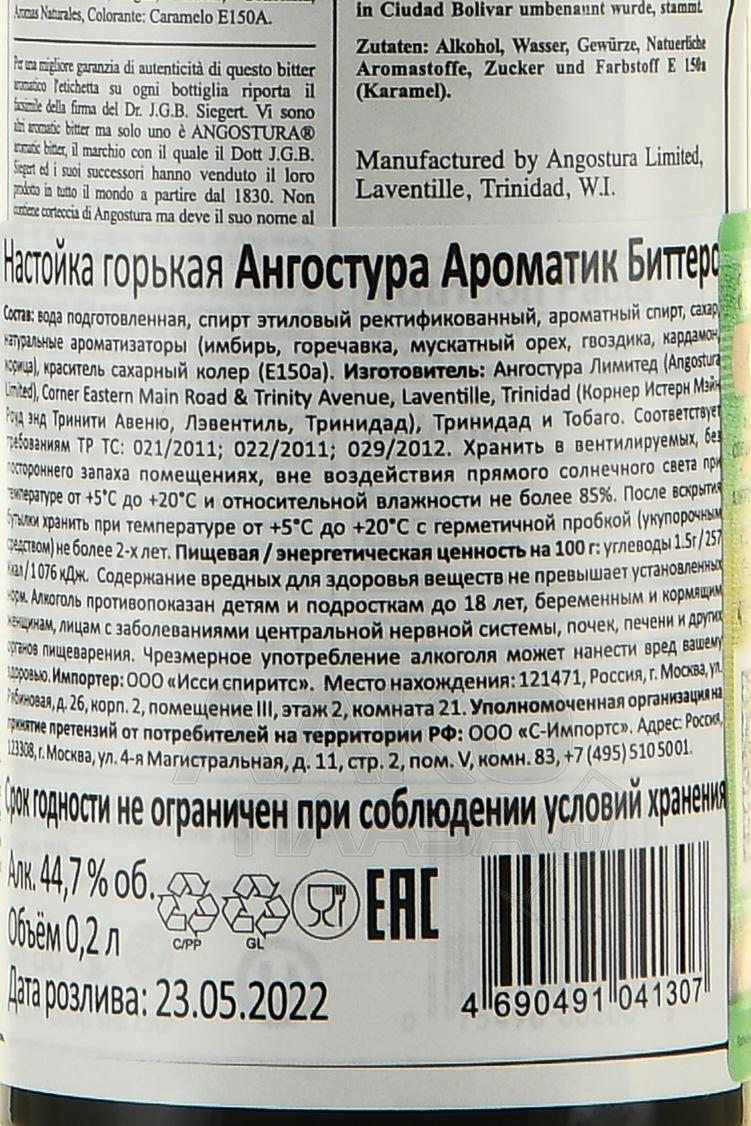 Aromas Naturales, Colorante: Caramelo E150A.
Per una migliore garanzia di autenticità di questo bitter
aromatico l'etichetta su ogni bottiglia riporta il
facsimile della firma del Dr. J.G.B. Siegert. Vi sono
altri aromatic bitter ma solo uno è ANGOSTURA®
aromatic bitter, il marchio con il quale il Dott J.G.B.
Siegert ed i suoi successori hanno venduto il loro
prodotto in tutto il mondo a partire dal 1830. Non
contiene corteccia di Angostura ma deve il suo nome al
in Ciudad Bolivar umbenannt wurde, stammt.
Zutaten: Alkohol, Wasser, Gewürze, Natuerliche
Aromastoffe, Zucker und Farbstoff E 150a
(Karamel).
Manufactured by Angostura Limited,
Laventille, Trinidad, W.I.
Настойка горькая Ангостура Ароматик Биттерс
Состав: вода подготовленная, спирт этиловый ректификованный, ароматный спирт, сахар,
натуральные ароматизаторы (имбирь, горечавка, мускатный орех, гвоздика, кардамон,
корица), краситель сахарный колер (Е150а). Изготовитель: Ангостура Лимитед (Angostura
Limited), Corner Eastern Main Road & Trinity Avenue, Laventille, Trinidad (Корнер Истерн Мэйн
Роуд энд Тринити Авеню, Лэвентиль, Тринидад), Тринидад и Тобаго. Соответствует
требованиям ТР ТС: 021/2011; 022/2011; 029/2012. Хранить в вентилируемых, без
постороннего запаха помещениях, вне воздействия прямого солнечного света при
температуре от +5°С до +20°С и относительной влажности не более 85%. После вскрытия
бутылки хранить при температуре от +5°С до +20°С с герметичной пробкой (укупорочным
средством) не более 2-х лет. Пищевая / энергетическая ценность на 100 г: углеводы 1.5г / 257
ккал / 1076 кДж. Содержание вредных для здоровья веществ не превышает установленных
норм. Алкоголь противопоказан детям и подросткам до 18 лет, беременным и кормящим
женщинам, лицам с заболеваниями центральной нервной системы, почек, печени и других
органов пищеварения. Чрезмерное употребление алкоголя может нанести вред вашему
здоровью. Импортер: ООО «Исси спиритс». Место нахождения: 121471, Россия, г. Москва, ул.
Рябиновая, д. 26, корп. 2, помещение III, этаж 2, комната 21. Уполномоченная организация на
принятие претензий от потребителей на территории РФ: ООО «С-Импортс». Адрес: Россия,
123308, г. Москва, ул. 4-я Магистральная, д. 11, стр. 2, пом. V, комн. 83, +7 (495) 510 5001.
Срок годности не ограничен при соблюдении условий хранения
Алк. 44,7 % об.
Объём 0,2 л
C/PP
GL
EAC
Дата розлива: 23.05.2022
4 690491 041307
АЛКО
ПЛАЗА.ru